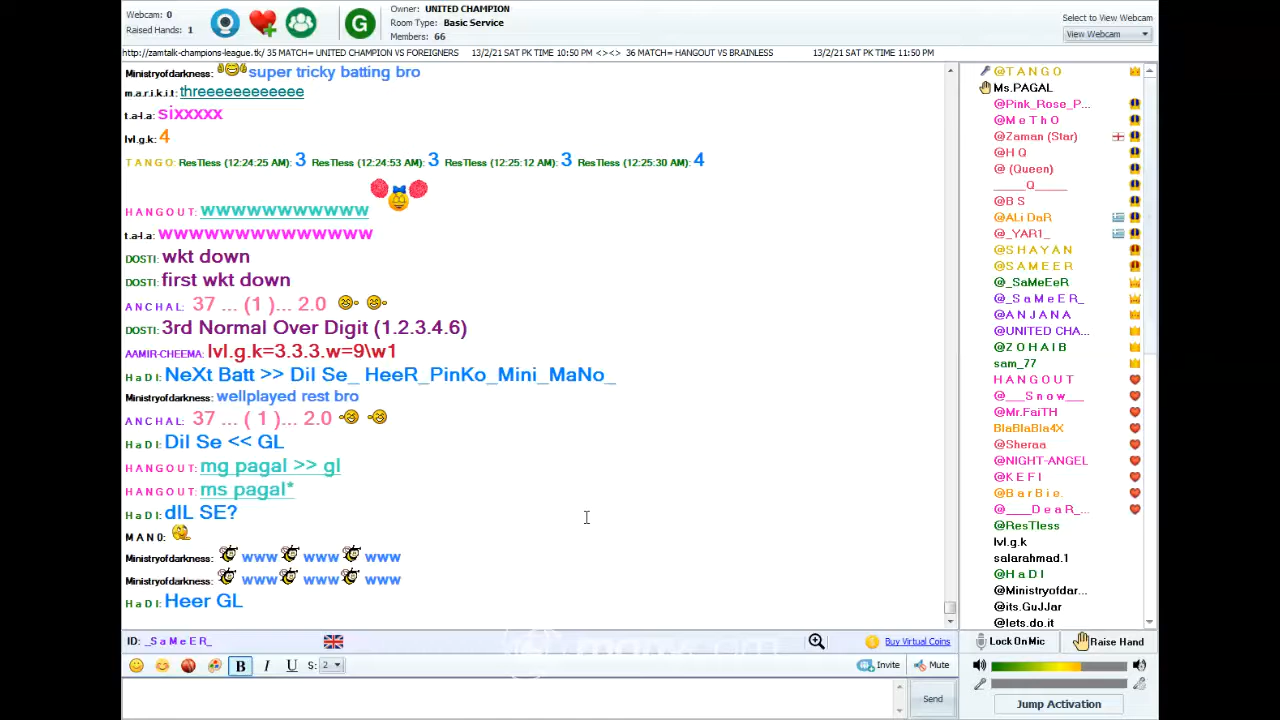 Webcam: 0
Raised Hands: 1
G
Owner: UNITED CHAMPION
Room Type: Basic Service
Members: 66
Select to View Webcam
View Webcam
http://zamtalk-champions-league.tk/ 35 MATCH= UNITED CHAMPION VS FOREIGNERS 13/2/21 SAT PK TIME 10:50 PM <><> 36 MATCH= HANGOUT VS BRAINLESS 13/2/21 SAT PK TIME 11:50 PM
Ministryofdarkness: super tricky batting bro
m.a.r.i.k.i.t: threeeeeeeeeeee
t.a-l.a: sixxxxx
lvl.g.k: 4
T A N G O: ResTless (12:24:25 AM): 3 ResTless (12:24:53 AM): 3 ResTless (12:25:12 AM): 3 ResTless (12:25:30 AM): 4
H A N G O U T: wwwwwwwwwww
t.a-l.a: wwwwwwwwwwwwww
DOSTI: wkt down
DOSTI: first wkt down
A N C H A L: 37 ... (1 )... 2.0
DOSTI: 3rd Normal Over Digit (1.2.3.4.6)
AAMIR-CHEEMA: lvl.g.k=3.3.3.w=9\w1
H a D I: NeXt Batt >> Dil Se_ HeeR_PinKo_Mini_MaNo_
Ministryofdarkness: wellplayed rest bro
A N C H A L: 37 ... ( 1 )... 2.0
H a D I: Dil Se << GL
H A N G O U T: mg pagal >> gl
H A N G O U T: ms pagal*
H a D I: dIL SE?
M A N 0:
Ministryofdarkness: www www www
Ministryofdarkness: www www www
H a D I: Heer GL
@T A N G O
Ms.PAGAL
@Pink_Rose_P...
@M e T h O
@Zaman (Star)
@H Q
@ (Queen)
_____Q_____
@B S
@ALi DaR
@_YAR1_
@S H A Y A N
@S A M E E R
@_SaMeEeR
@_S a M e E R_
@A N J A N A
@UNITED CHA...
@Z O H A I B
sam_77
H A N G O U T
@___S n o w___
@Mr.FaiTH
BlaBlaBla4X
@Sheraa
@NIGHT-ANGEL
@K E F I
@B a r B i e.
@____D e a R_...
@ResTless
lvl.g.k
salarahmad.1
@H a D I
@Ministryofdar...
@its.GuJJar
@lets.do.it
ID: _S a M e E R_
Buy Virtual Coins
Lock On Mic
Raise Hand
B I U S: 2
Invite
Mute
Send
Jump Activation